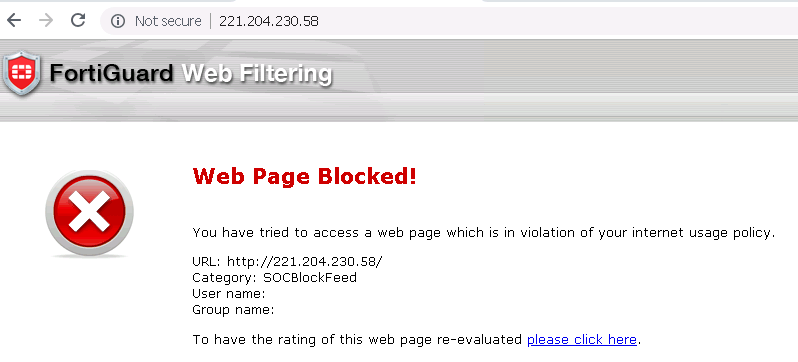 Not secure | 221.204.230.58
FortiGuard Web Filtering
Web Page Blocked!
You have tried to access a web page which is in violation of your internet usage policy.
URL: http://221.204.230.58/
Category: SOCBlockFeed
User name:
Group name:
To have the rating of this web page re-evaluated please click here.